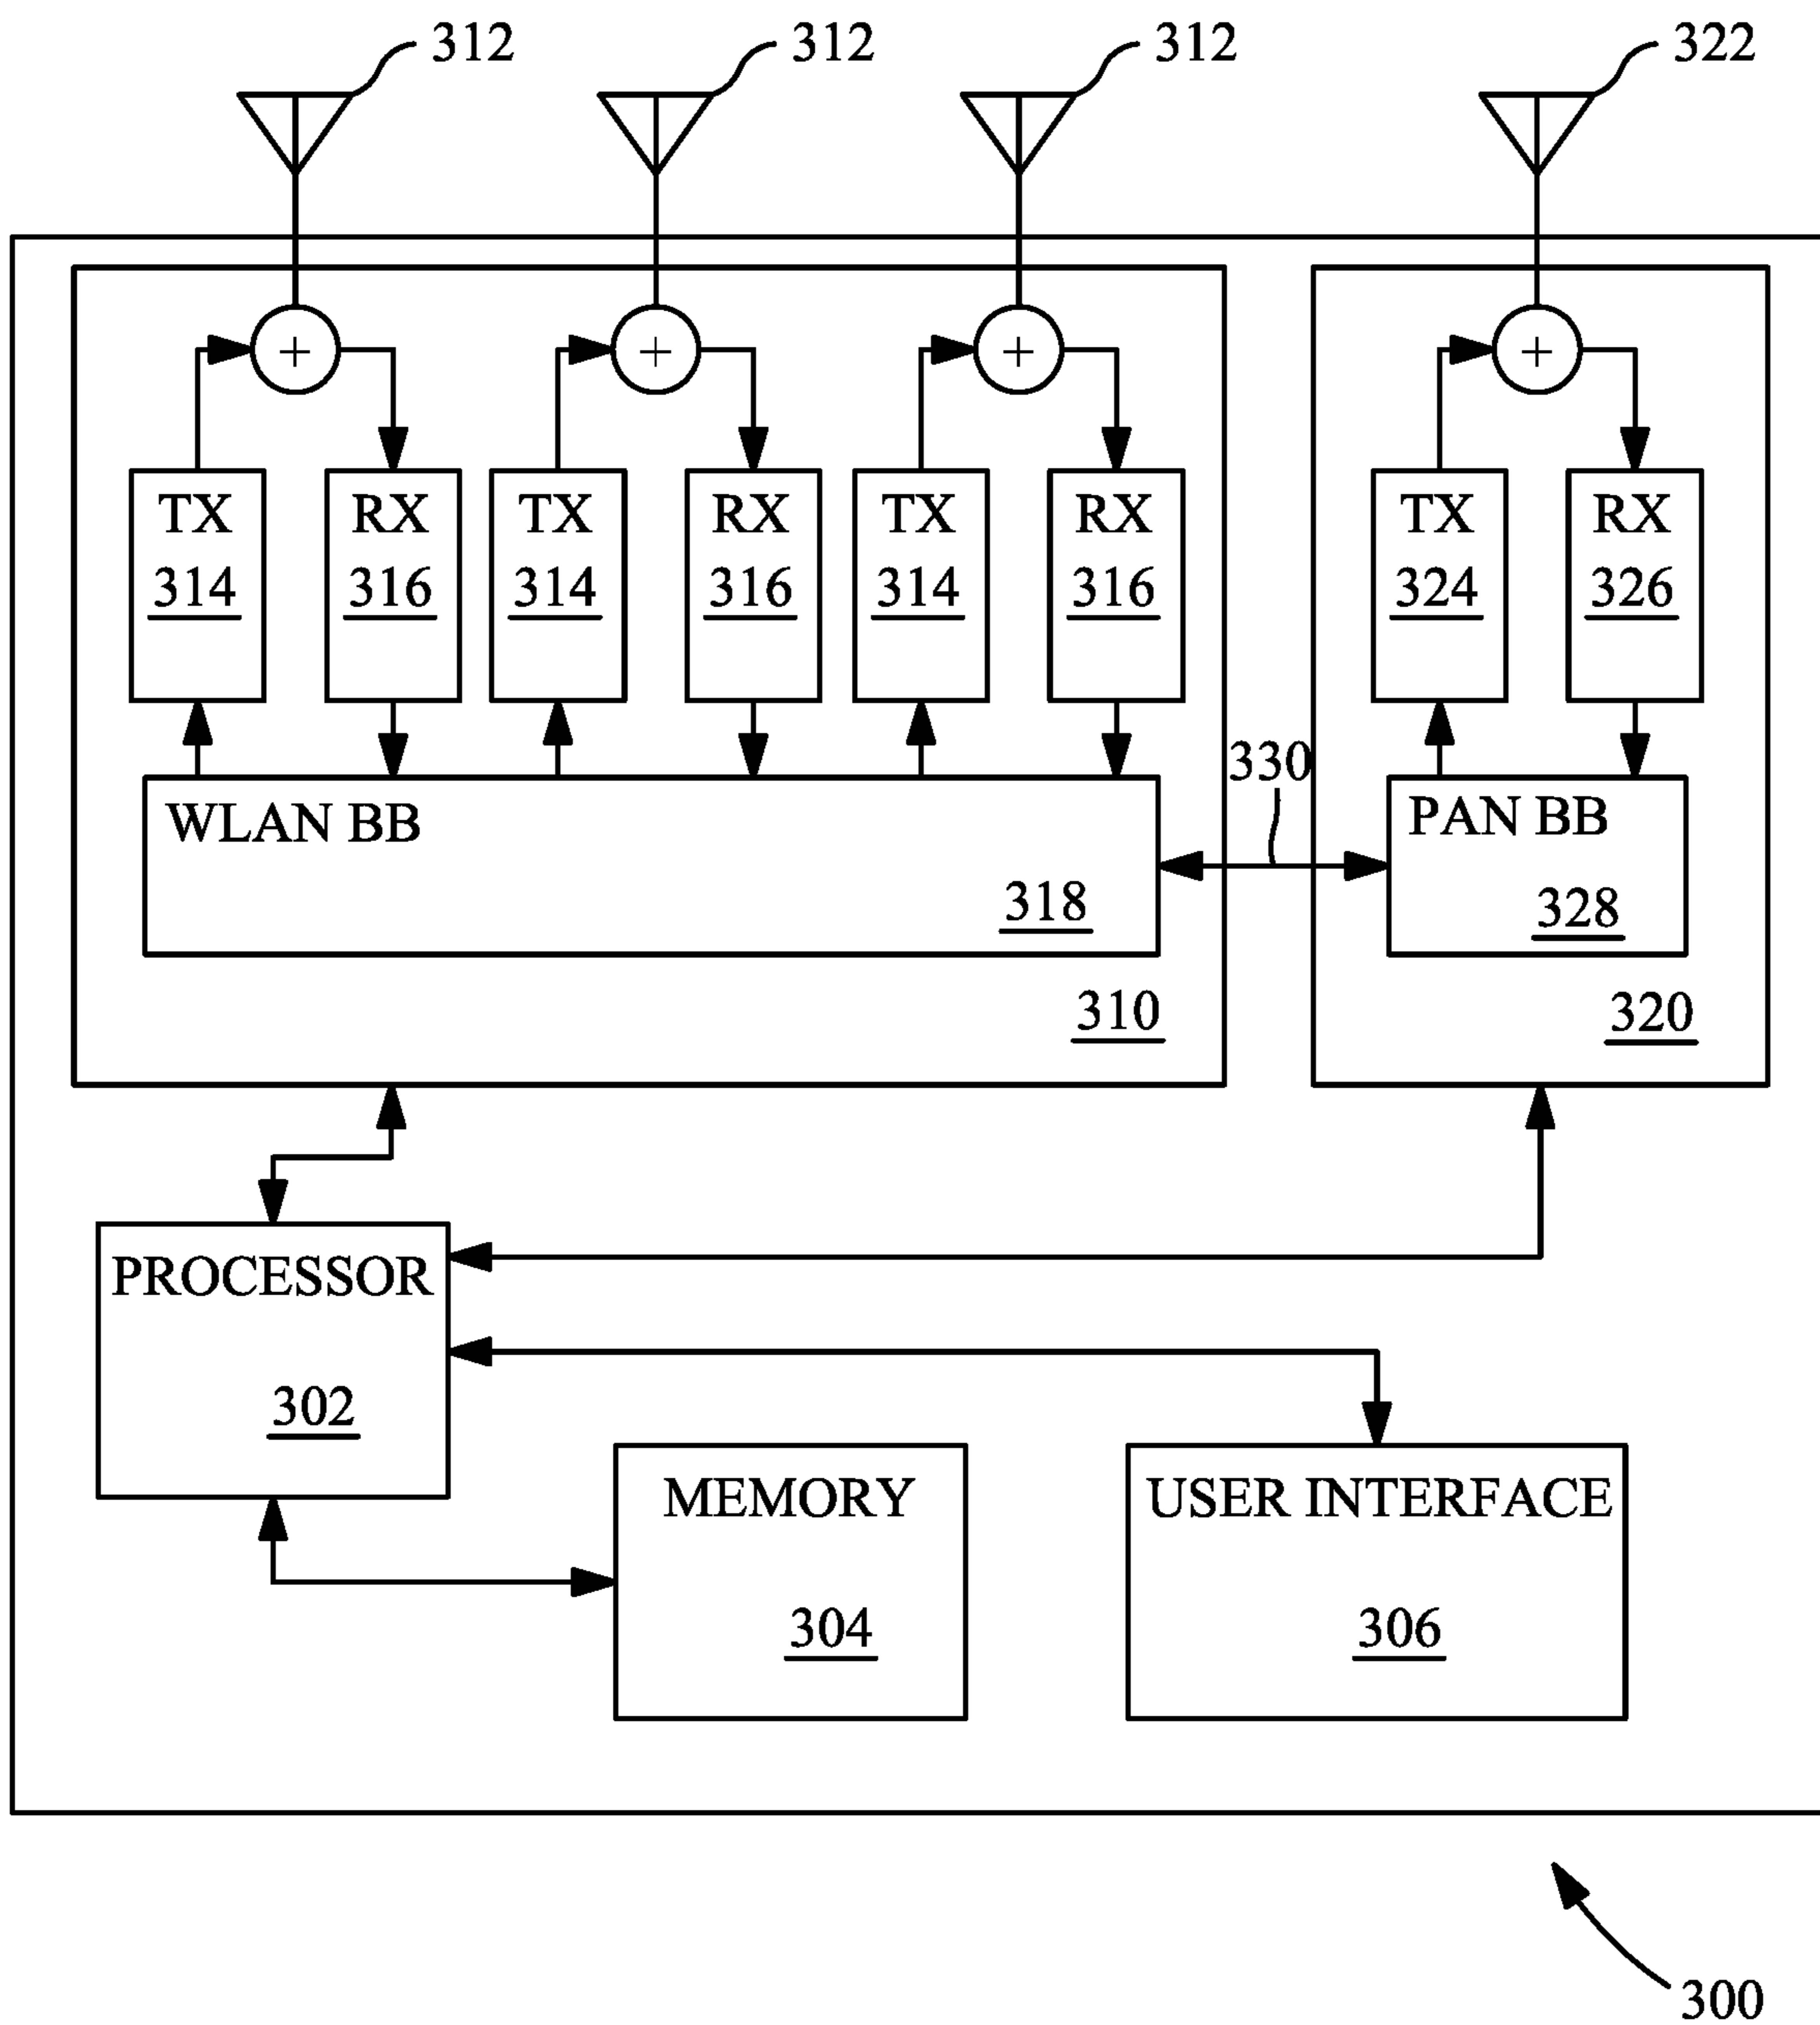 312 312 312 322
TX RX TX RX TX RX TX RX
314 316 314 316 314 316 324 326
330
WLAN BB PAN BB
318 328
310 320
PROCESSOR
302
MEMORY USER INTERFACE
304 306
300